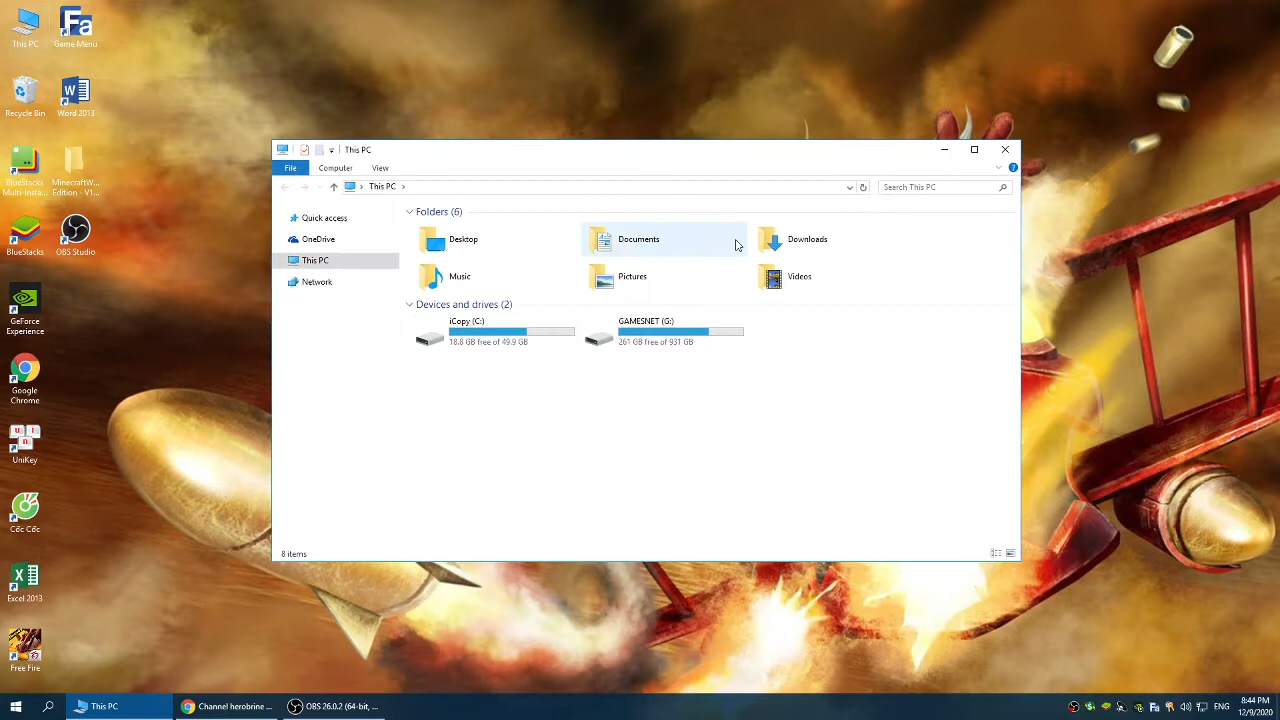 This PC
Game Menu
Recycle Bin
Word 2013
BlueStacks
Multi-Insta...
MinecraftW...
Edition - V1...
BlueStacks
OBS Studio
GeForce
Experience
Google
Chrome
UniKey
Cốc Cốc
Excel 2013
Free Fire
This PC
File
Computer
View
This PC
Search This PC
Quick access
OneDrive
This PC
Network
Folders (6)
Desktop
Documents
Downloads
Music
Pictures
Videos
Devices and drives (2)
iCopy (C:)
18.8 GB free of 49.9 GB
GAMESNET (G:)
261 GB free of 931 GB
8 items
This PC
Channel herobrine ...
OBS 26.0.2 (64-bit, ...
ENG
8:44 PM
12/9/2020